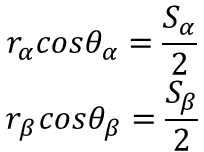 r_α cosθ_α = S_α/2
r_β cosθ_β = S_β/2